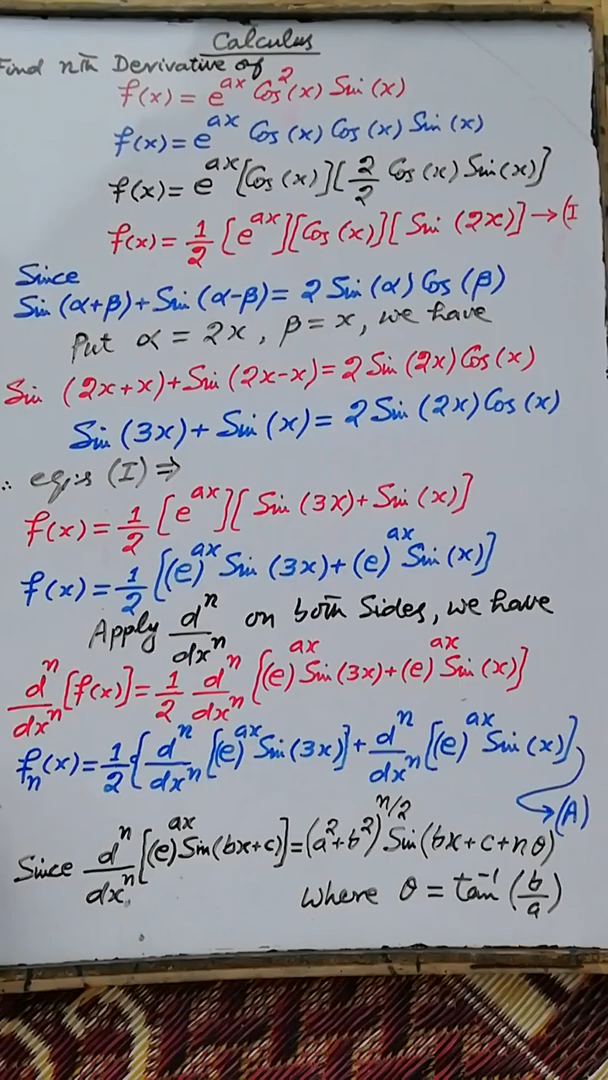 Calculus
Find nth Derivative of
f(x) = e^{ax} Cos^2(x) Sin(x)
f(x) = e^{ax} Cos(x) Cos(x) Sin(x)
f(x) = e^{ax} [Cos(x)] [2/2 Cos(x) Sin(x)]
f(x) = 1/2 [e^{ax}] [Cos(x)] [Sin(2x)] → (I
Since
Sin(α+β) + Sin(α-β) = 2 Sin(α) Cos(β)
Put α = 2x, β = x, we have
Sin (2x+x) + Sin (2x-x) = 2 Sin(2x) Cos(x)
Sin(3x) + Sin(x) = 2 Sin(2x) Cos(x)
∴ eq:s (I) ⇒
f(x) = 1/2 [e^{ax}] [Sin(3x) + Sin(x)]
f(x) = 1/2 [(e)^{ax} Sin(3x) + (e)^{ax} Sin(x)]
Apply d^n/dx^n on both Sides, we have
d^n/dx^n [f(x)] = 1/2 d^n/dx^n [(e)^{ax} Sin(3x) + (e)^{ax} Sin(x)]
f_n(x) = 1/2 {d^n/dx^n [(e)^{ax} Sin(3x)] + d^n/dx^n [(e)^{ax} Sin(x)]
→ (A)
Since d^n/dx^n [(e)^{ax} Sin(bx+c)] = (a^2+b^2)^{n/2} Sin(bx+c+nθ)
where θ = tan^{-1} (b/a)